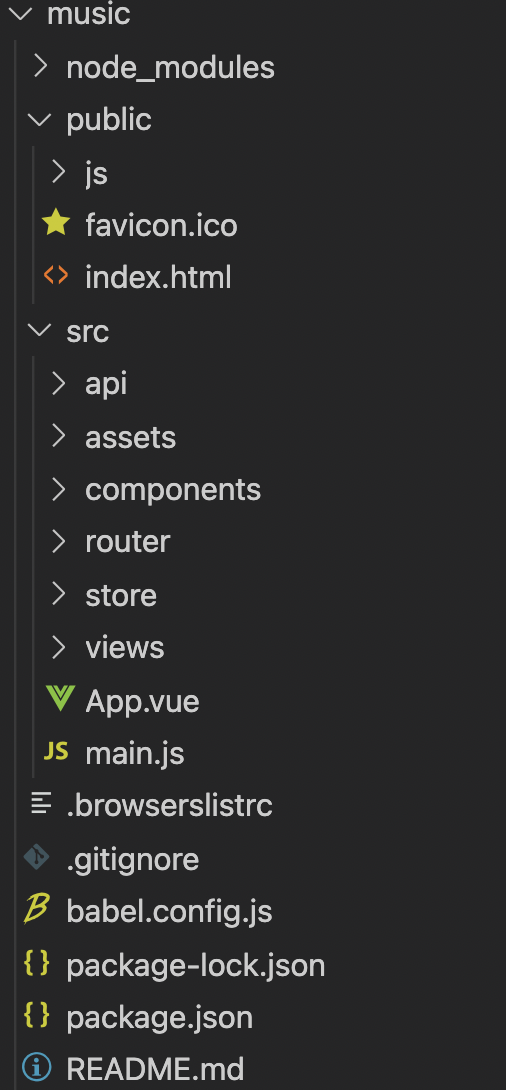 music
node_modules
public
js
favicon.ico
index.html
src
api
assets
components
router
store
views
App.vue
JS main.js
.browserslistrc
.gitignore
babel.config.js
package-lock.json
package.json
README.md